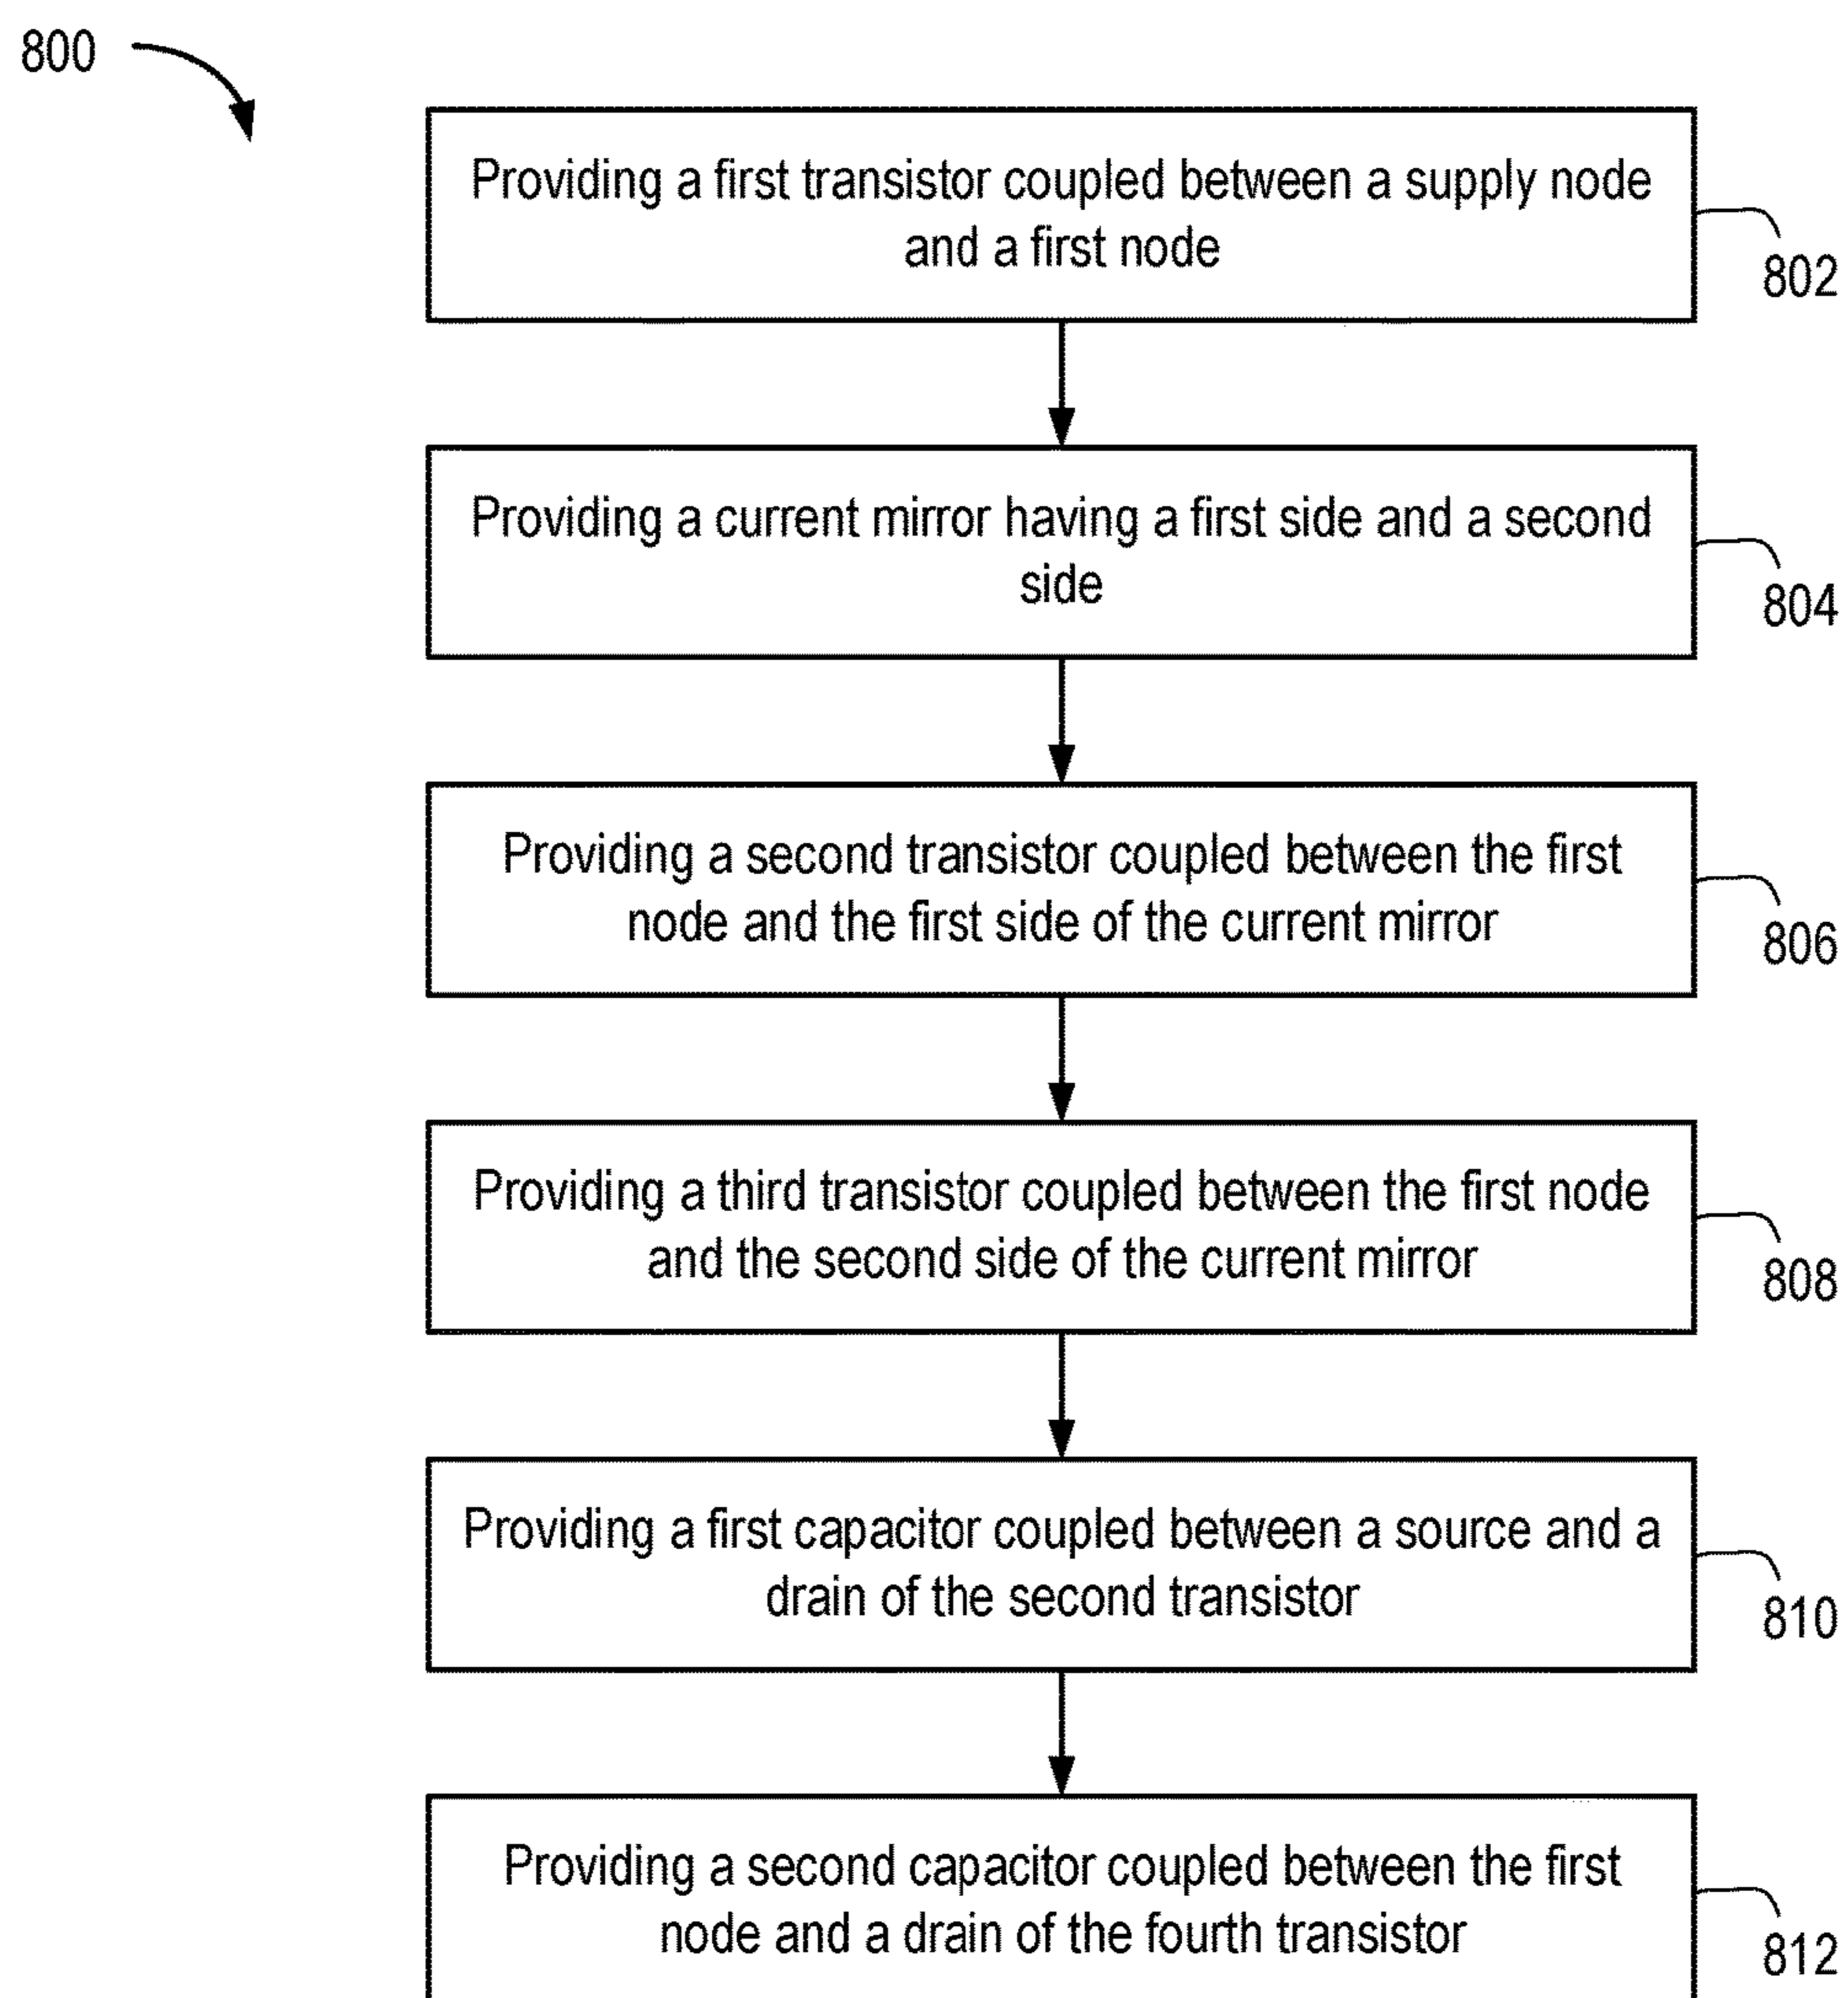 800
Providing a first transistor coupled between a supply node
and a first node
802
Providing a current mirror having a first side and a second
side
804
Providing a second transistor coupled between the first
node and the first side of the current mirror
806
Providing a third transistor coupled between the first node
and the second side of the current mirror
808
Providing a first capacitor coupled between a source and a
drain of the second transistor
810
Providing a second capacitor coupled between the first
node and a drain of the fourth transistor
812